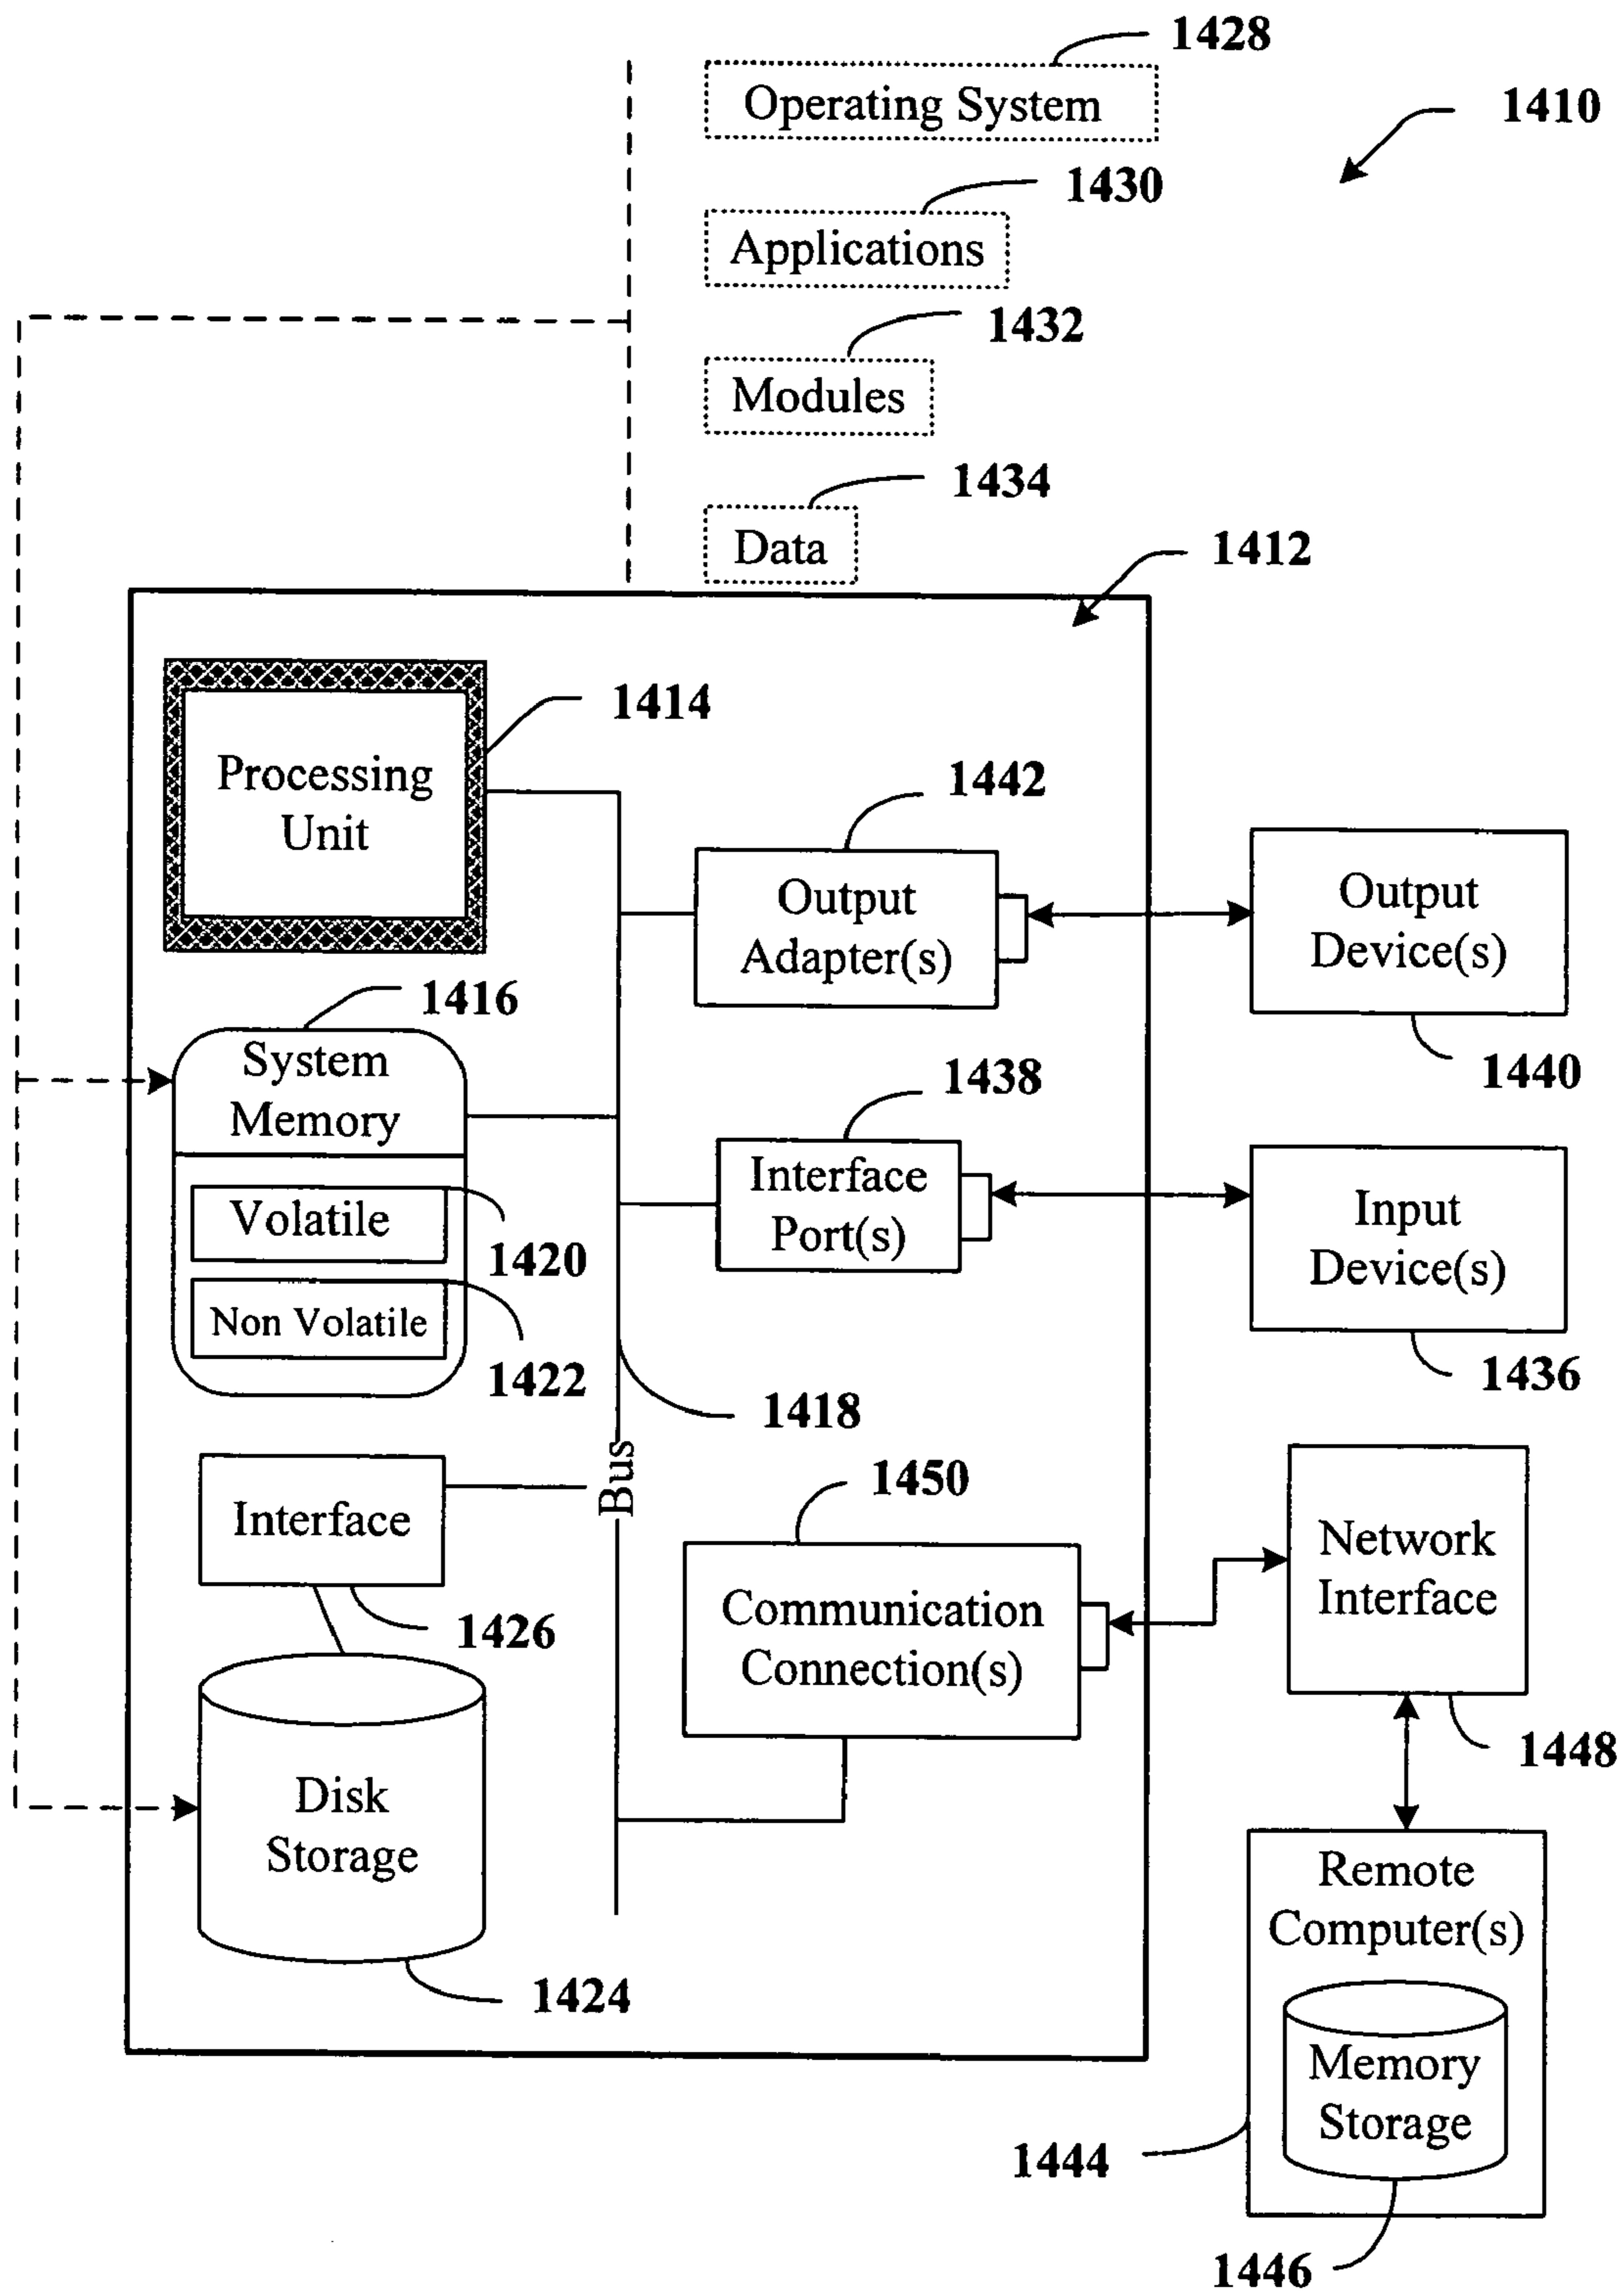 1428
Operating System
1410
1430
Applications
1432
Modules
1434
Data
1412
1414
Processing
Unit
1442
Output
Adapter(s)
Output
Device(s)
1440
1416
System
Memory
Volatile
1420
Non Volatile
1422
1438
Interface
Port(s)
Input
Device(s)
1436
1418
Bus
Interface
1426
1450
Communication
Connection(s)
Network
Interface
1448
Disk
Storage
1424
Remote
Computer(s)
Memory
Storage
1444
1446